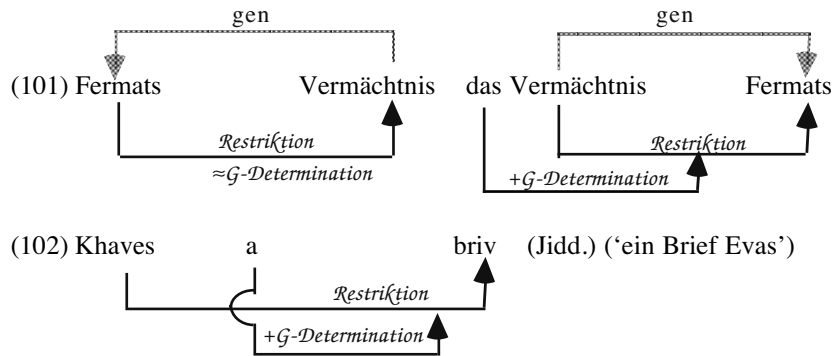 gen gen
(101) Fermats Vermächtnis das Vermächtnis Fermats
Restriktion Restriktion
≈G-Determination +G-Determination
(102) Khaves a briv (Jidd.) (‘ein Brief Evas’)
Restriktion
+G-Determination